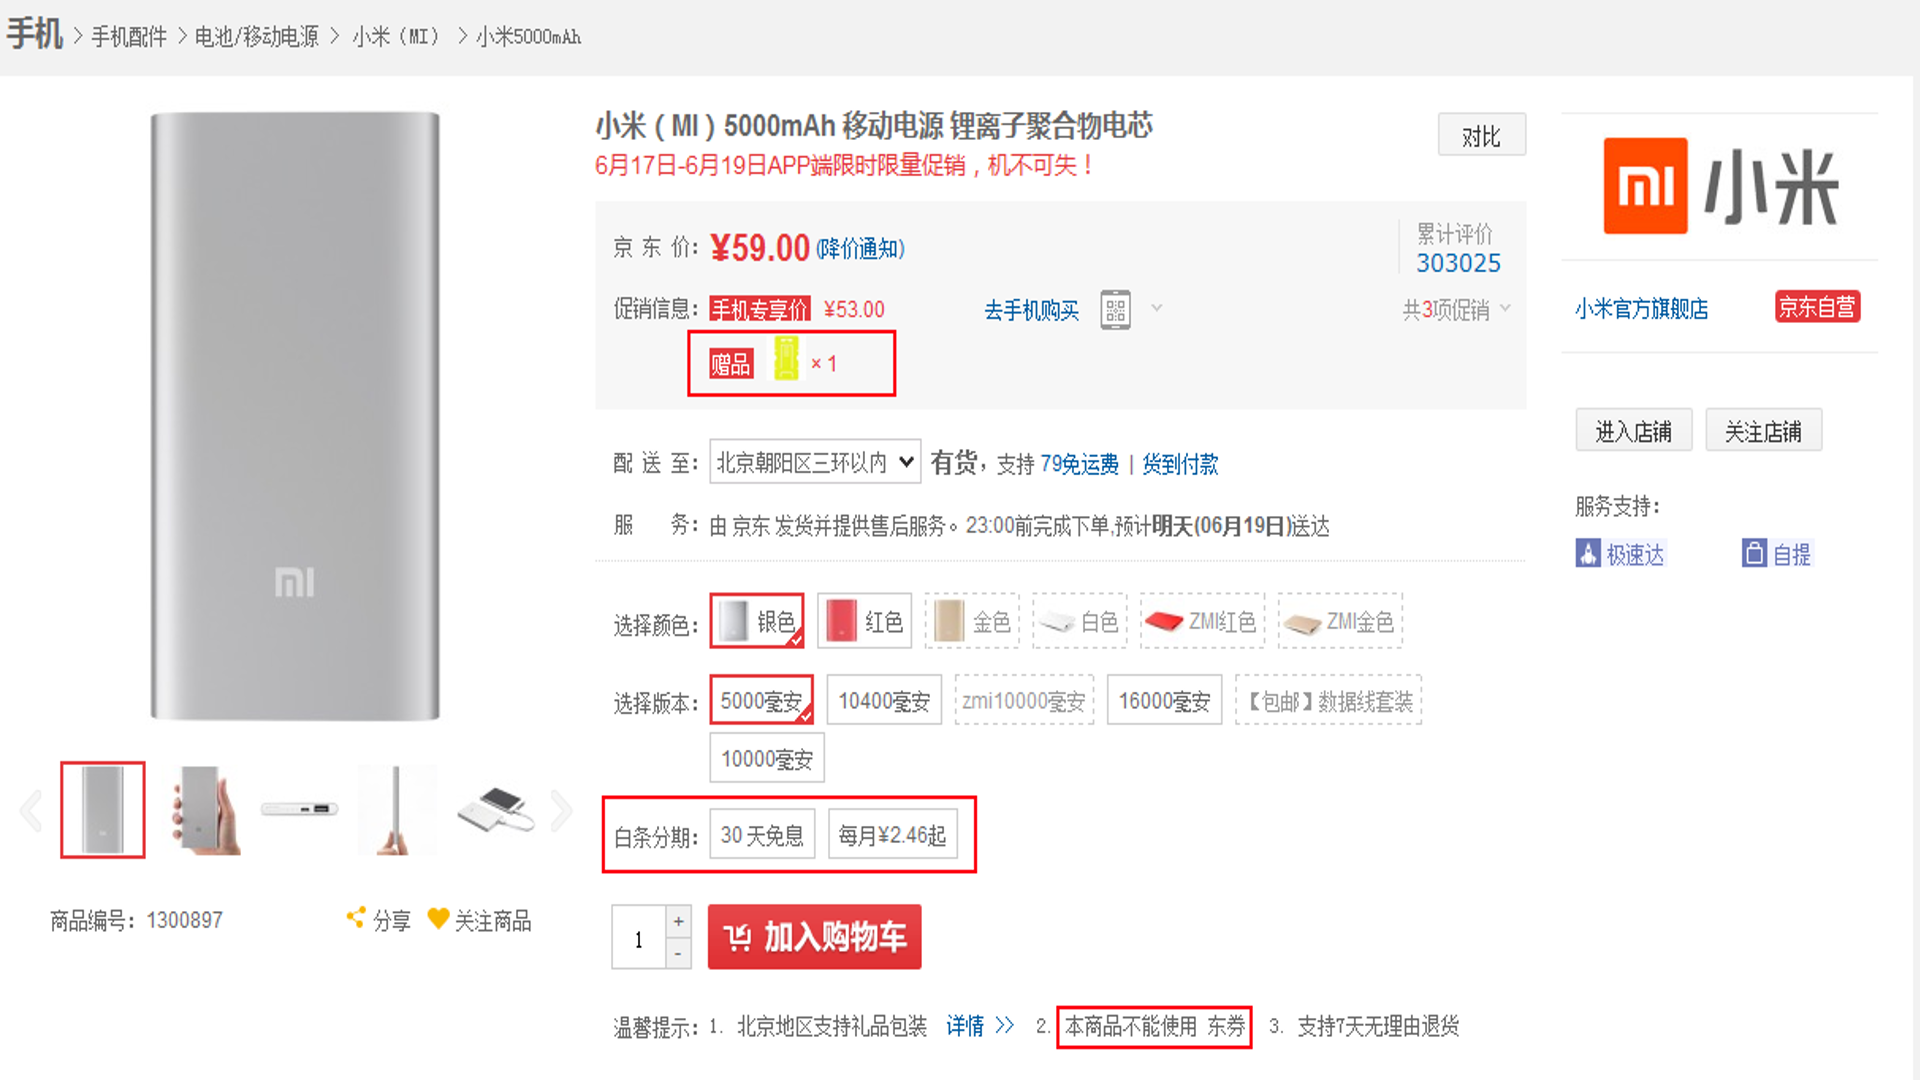 手机 > 手机配件 > 电池/移动电源 > 小米（MI） > 小米5000mAh
小米（MI）5000mAh 移动电源 锂离子聚合物电芯
6月17日-6月19日APP端限时限量促销，机不可失！
对比
京 东 价：¥59.00 (降价通知)
累计评价
303025
促销信息：手机专享价 ¥53.00 去手机购买
共3项促销
赠品 × 1
配 送 至：北京朝阳区三环以内 有货，支持 79免运费 | 货到付款
服 务：由 京东 发货并提供售后服务。23:00前完成下单,预计明天(06月19日)送达
选择颜色：银色 红色 金色 白色 ZMI红色 ZMI金色
选择版本：5000毫安 10400毫安 zmi10000毫安 16000毫安 【包邮】数据线套装
10000毫安
白条分期：30 天免息 每月¥2.46起
1 + -
加入购物车
温馨提示：1. 北京地区支持礼品包装 详情 >> 2. 本商品不能使用 东券 3. 支持7天无理由退货
mi
商品编号：1300897 分享 关注商品
mi 小米
小米官方旗舰店 京东自营
进入店铺 关注店铺
服务支持：
极速达 自提